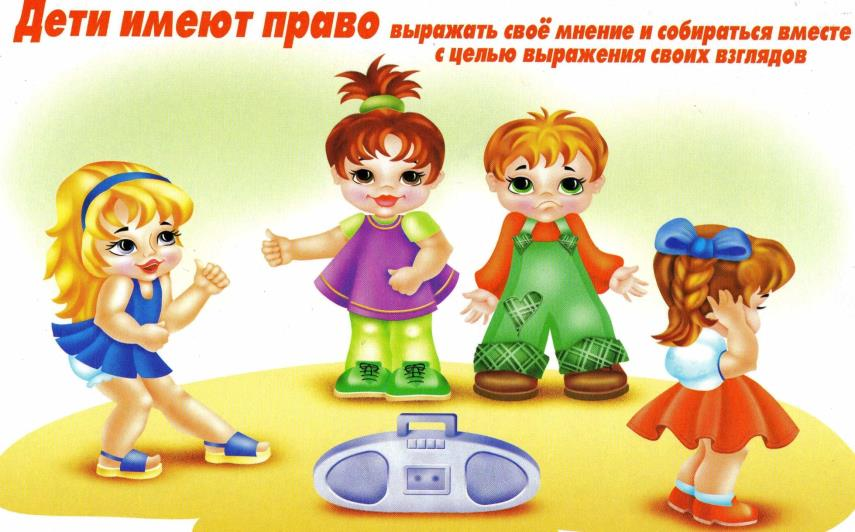 Дети имеют право выражать своё мнение и собираться вместе
с целью выражения своих взглядов